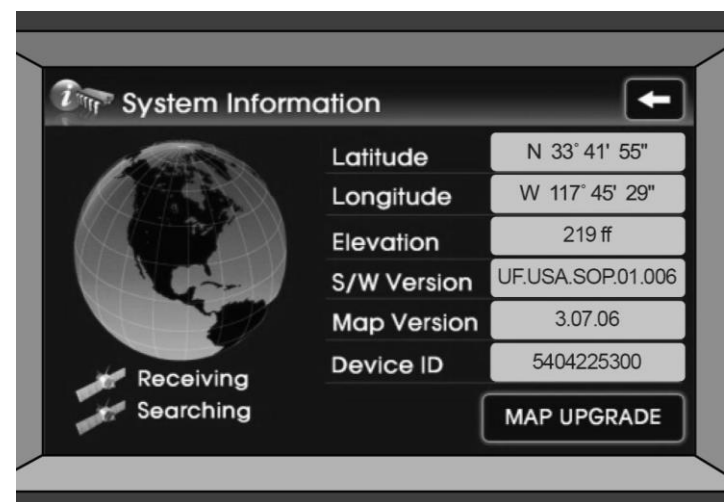 System Information
Latitude N 33° 41' 55"
Longitude W 117° 45' 29"
Elevation 219 ff
S/W Version UF.USA.SOP.01.006
Map Version 3.07.06
Device ID 5404225300
Receiving
Searching
MAP UPGRADE